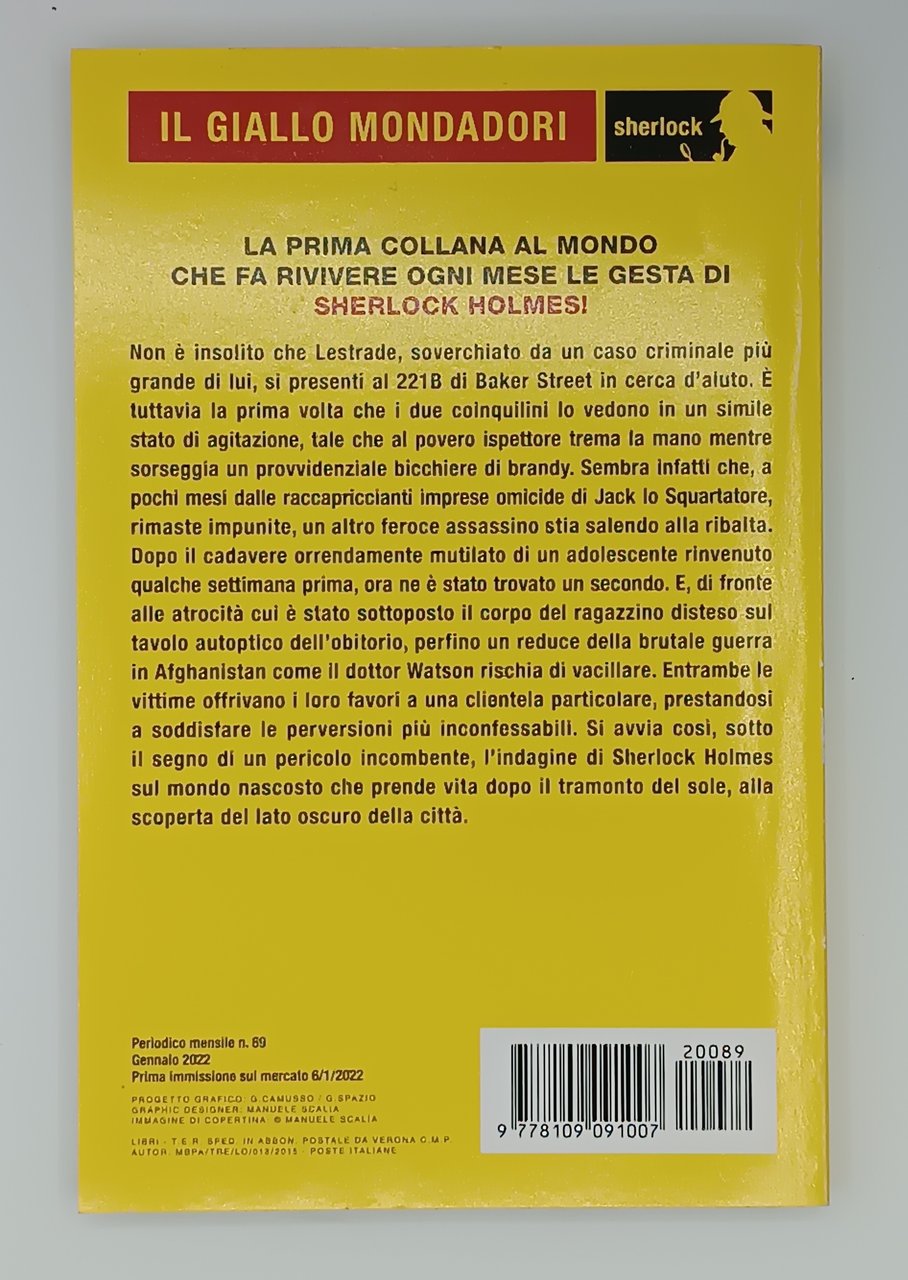 IL GIALLO MONDADORI
sherlock
LA PRIMA COLLANA AL MONDO
CHE FA RIVIVERE OGNI MESE LE GESTA DI
SHERLOCK HOLMES!
Non è insolito che Lestrade, soverchiato da un caso criminale più
grande di lui, si presenti al 221B di Baker Street in cerca d'aiuto. È
tuttavia la prima volta che i due coinquilini lo vedono in un simile
stato di agitazione, tale che al povero ispettore trema la mano mentre
sorseggia un provvidenziale bicchiere di brandy. Sembra infatti che, a
pochi mesi dalle raccapriccianti imprese omicide di Jack lo Squartatore,
rimaste impunite, un altro feroce assassino stia salendo alla ribalta.
Dopo il cadavere orrendamente mutilato di un adolescente rinvenuto
qualche settimana prima, ora ne è stato trovato un secondo. E, di fronte
alle atrocità cui è stato sottoposto il corpo del ragazzino disteso sul
tavolo autoptico dell'obitorio, perfino un reduce della brutale guerra
in Afghanistan come il dottor Watson rischia di vacillare. Entrambe le
vittime offrivano i loro favori a una clientela particolare, prestandosi
a soddisfare le perversioni più inconfessabili. Si avvia così, sotto
il segno di un pericolo incombente, l'indagine di Sherlock Holmes
sul mondo nascosto che prende vita dopo il tramonto del sole, alla
scoperta del lato oscuro della città.
Periodico mensile n. 89
Gennaio 2022
Prima immissione sul mercato 6/1/2022
PROGETTO GRAFICO: G.CAMUSSO / G.SPAZIO
GRAPHIC DESIGNER: MANUELE SCALIA
IMMAGINE DI COPERTINA: © MANUELE SCALIA
LIBRI - T.E.R. SPED. IN ABBON. POSTALE DA VERONA C.M.P.
AUTOR. MBPA/TRE/LO/013/2015 - POSTE ITALIANE
20089
9 778109 091007